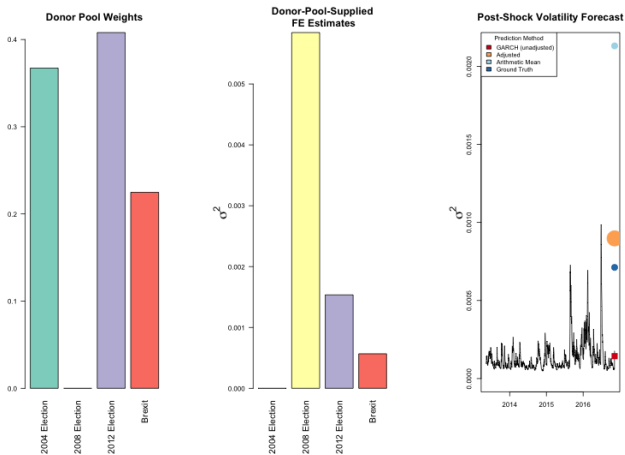 Donor Pool Weights
0.4
0.3
0.2
0.1
0.0
2004 Election
2008 Election
2012 Election
Brexit
Donor-Pool-Supplied
FE Estimates
σ²
0.005
0.004
0.003
0.002
0.001
0.000
2004 Election
2008 Election
2012 Election
Brexit
Post-Shock Volatility Forecast
Prediction Method
GARCH (unadjusted)
Adjusted
Arithmetic Mean
Ground Truth
σ²
0.0020
0.0015
0.0010
0.0005
0.0000
2014
2015
2016